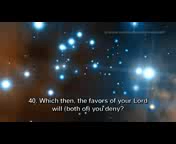 40. Which then, the favors of your Lord
will (both of) you deny?